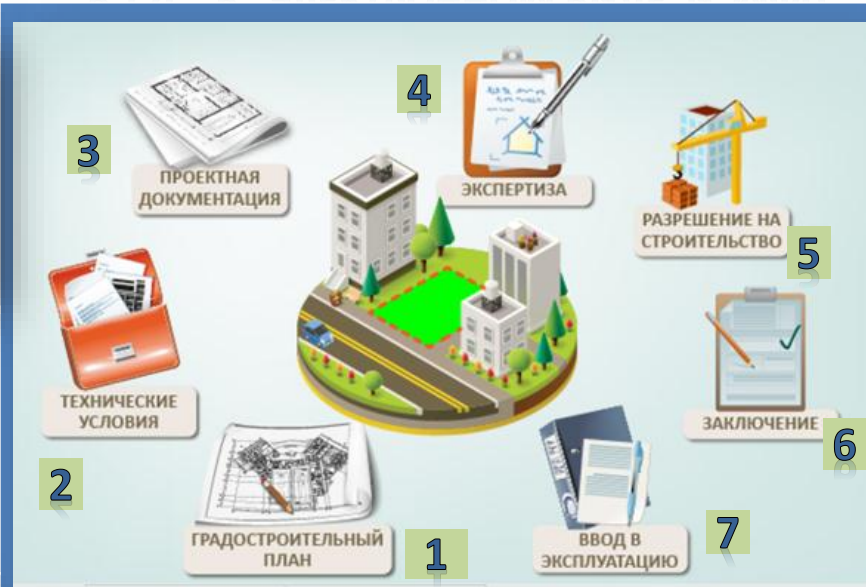 4
3
ПРОЕКТНАЯ
ДОКУМЕНТАЦИЯ
ЭКСПЕРТИЗА
РАЗРЕШЕНИЕ НА
СТРОИТЕЛЬСТВО
5
ТЕХНИЧЕСКИЕ
УСЛОВИЯ
ЗАКЛЮЧЕНИЕ
6
2
ГРАДОСТРОИТЕЛЬНЫЙ
ПЛАН
1
ВВОД В
ЭКСПЛУАТАЦИЮ
7